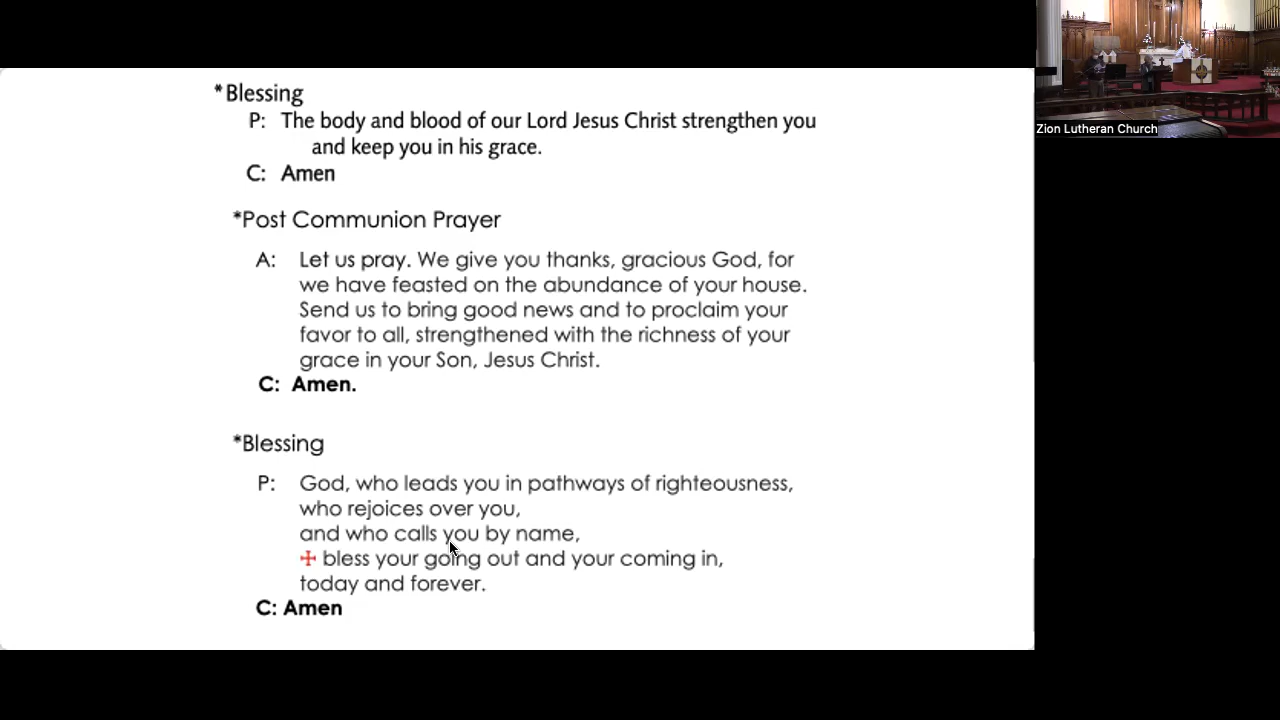 *Blessing
P: The body and blood of our Lord Jesus Christ strengthen you
and keep you in his grace.
C: Amen
*Post Communion Prayer
A: Let us pray. We give you thanks, gracious God, for
we have feasted on the abundance of your house.
Send us to bring good news and to proclaim your
favor to all, strengthened with the richness of your
grace in your Son, Jesus Christ.
C: Amen.
*Blessing
P: God, who leads you in pathways of righteousness,
who rejoices over you,
and who calls you by name,
☩ bless your going out and your coming in,
today and forever.
C: Amen
Zion Lutheran Church